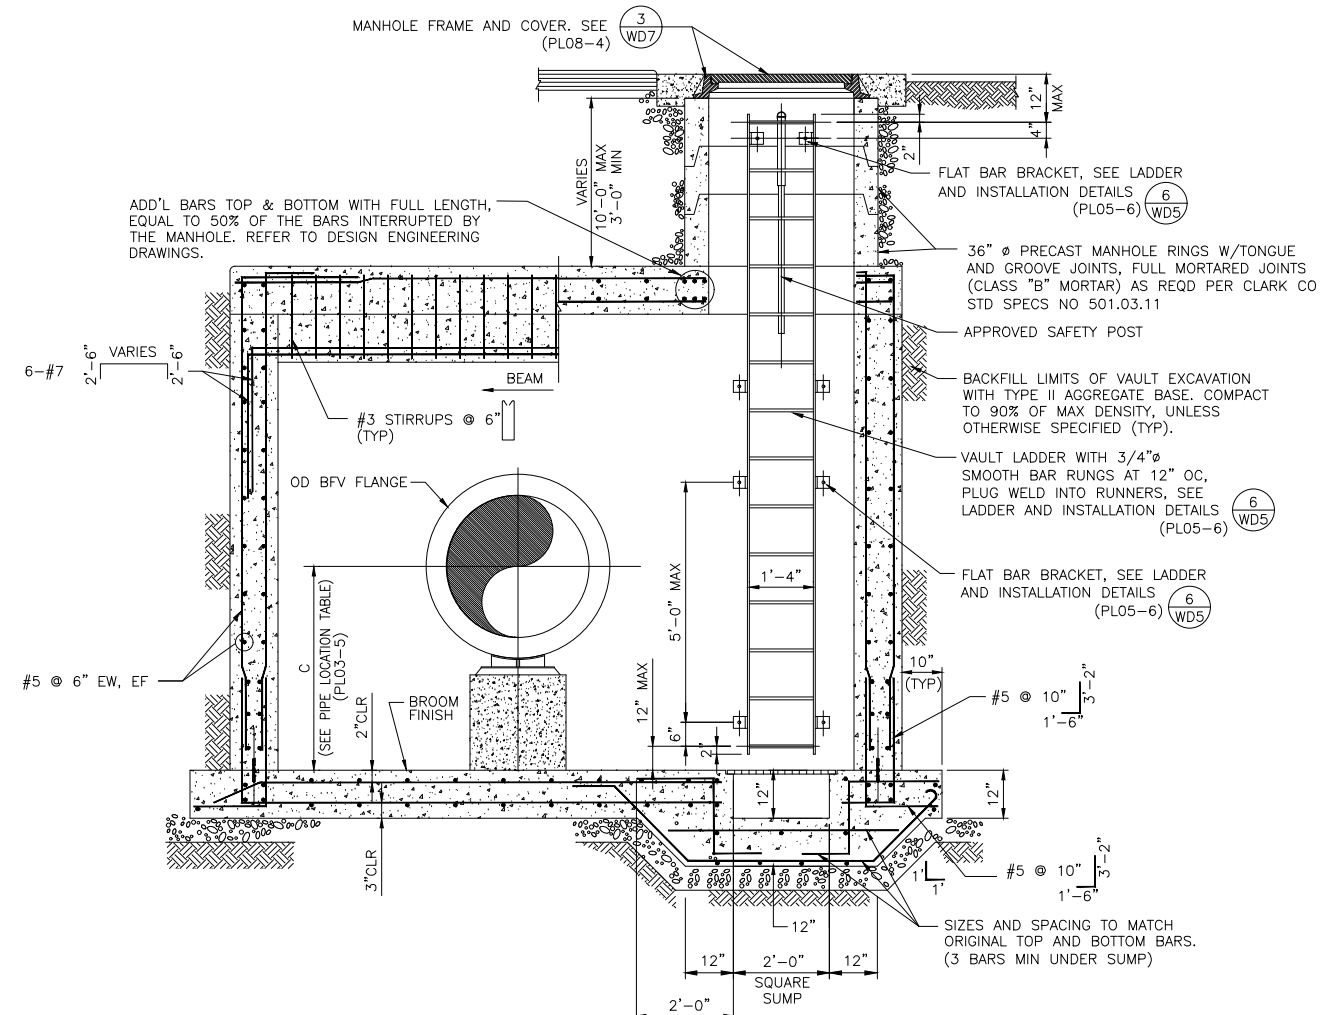 MANHOLE FRAME AND COVER. SEE
(PL08-4)
3
WD7
12"
MAX
4"
2"
VARIES
10'-0" MAX
3'-0" MIN
FLAT BAR BRACKET, SEE LADDER
AND INSTALLATION DETAILS
(PL05-6)
6
WD5
ADD'L BARS TOP & BOTTOM WITH FULL LENGTH,
EQUAL TO 50% OF THE BARS INTERRUPTED BY
THE MANHOLE. REFER TO DESIGN ENGINEERING
DRAWINGS.
36" ø PRECAST MANHOLE RINGS W/TONGUE
AND GROOVE JOINTS, FULL MORTARED JOINTS
(CLASS "B" MORTAR) AS REQD PER CLARK CO
STD SPECS NO 501.03.11
APPROVED SAFETY POST
6-#7
2'-6"
VARIES
2'-6"
BEAM
#3 STIRRUPS @ 6"
(TYP)
BACKFILL LIMITS OF VAULT EXCAVATION
WITH TYPE II AGGREGATE BASE. COMPACT
TO 90% OF MAX DENSITY, UNLESS
OTHERWISE SPECIFIED (TYP).
OD BFV FLANGE
VAULT LADDER WITH 3/4"ø
SMOOTH BAR RUNGS AT 12" OC,
PLUG WELD INTO RUNNERS, SEE
LADDER AND INSTALLATION DETAILS
(PL05-6)
6
WD5
1'-4"
5'-0" MAX
FLAT BAR BRACKET, SEE LADDER
AND INSTALLATION DETAILS
(PL05-6)
6
WD5
C
(SEE PIPE LOCATION TABLE)
(PL03-5)
#5 @ 6" EW, EF
2"CLR
BROOM
FINISH
12" MAX
6"
2"
10"
(TYP)
#5 @ 10"
3'-2"
1'-6"
12"
12"
3"CLR
1'
1'
#5 @ 10"
3'-2"
1'-6"
12"
SIZES AND SPACING TO MATCH
ORIGINAL TOP AND BOTTOM BARS.
(3 BARS MIN UNDER SUMP)
12"
2'-0"
12"
SQUARE
SUMP
2'-0"